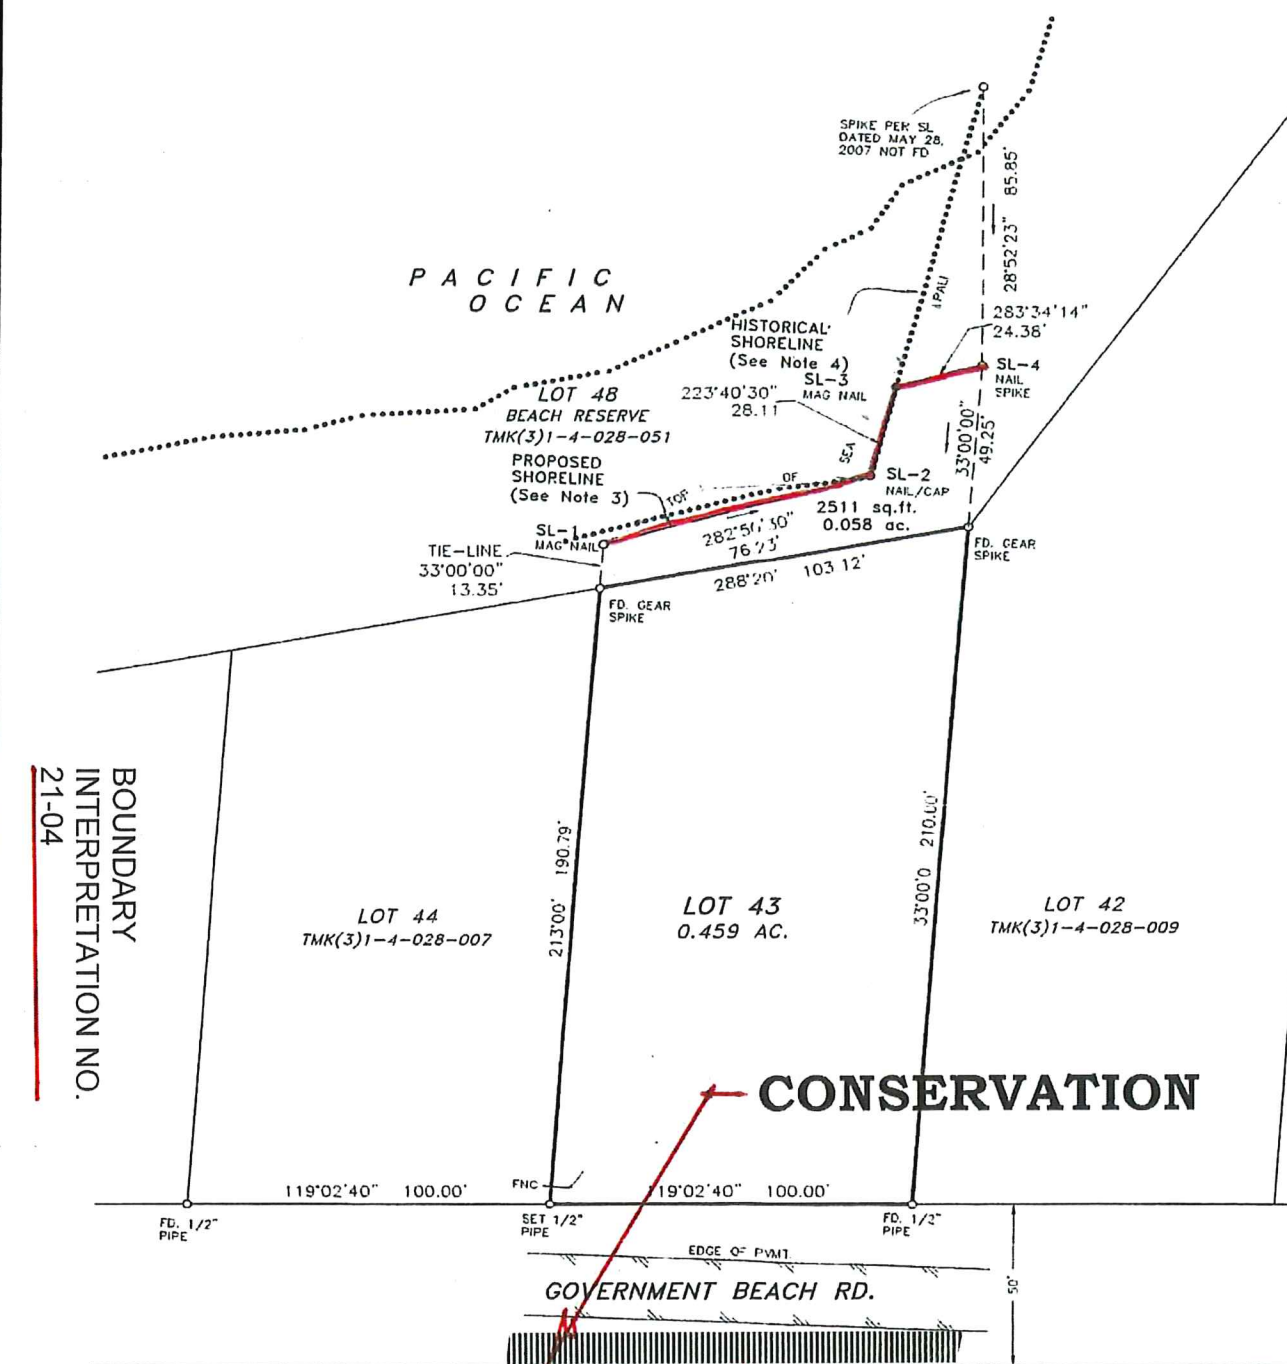 SPIKE PER SL
DATED MAY 28,
2007 NOT FD
85.85'
28°52'23"
PACIFIC
OCEAN
PALI
283°34'14"
24.38'
HISTORICAL
SHORELINE
(See Note 4)
SL-3
MAG NAIL
SL-4
NAIL
SPIKE
223°40'30"
28.11
LOT 48
BEACH RESERVE
TMK(3)1-4-028-051
33°00'00"
49.25'
PROPOSED
SHORELINE
(See Note 3)
TOP OF SEA
SL-2
NAIL/CAP
2511 sq.ft.
0.058 ac.
SL-1
MAG NAIL
76.23'
TIE-LINE
33°00'00"
13.35'
288°20' 103.12'
FD. GEAR
SPIKE
FD. GEAR
SPIKE
BOUNDARY
INTERPRETATION NO.
21-04
213°00' 190.79'
33°00'0 210.00'
LOT 44
TMK(3)1-4-028-007
LOT 43
0.459 AC.
LOT 42
TMK(3)1-4-028-009
CONSERVATION
FNC
119°02'40" 100.00'
119°02'40" 100.00'
FD. 1/2"
PIPE
SET 1/2"
PIPE
FD. 1/2"
PIPE
EDGE OF PVMT.
GOVERNMENT BEACH RD.
50'